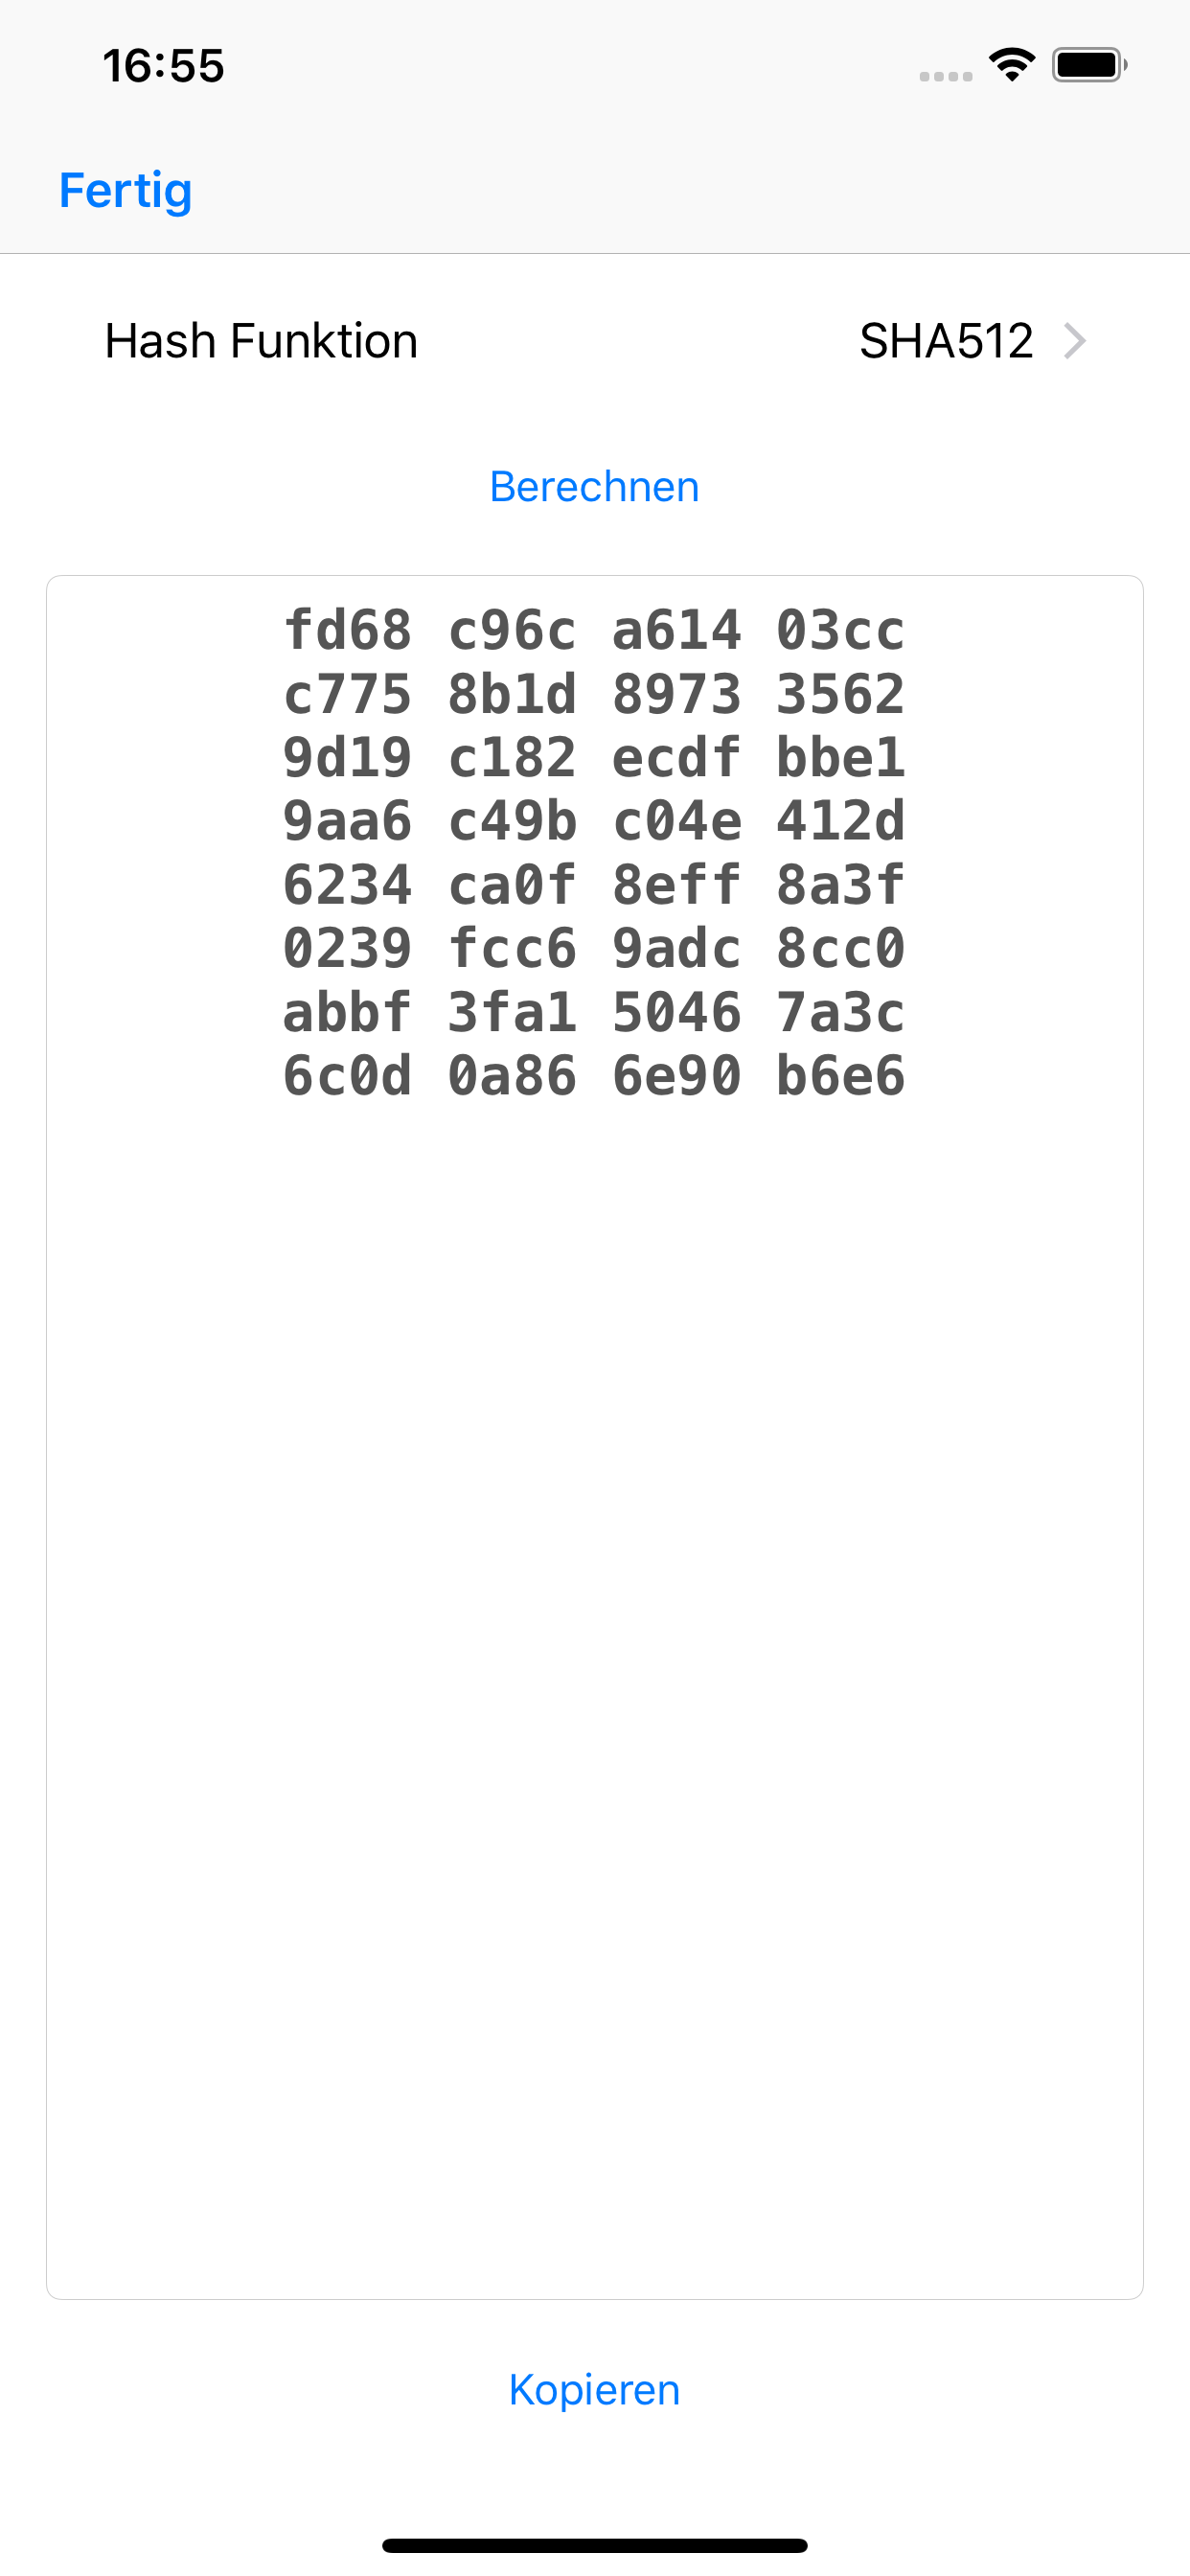 16:55
Fertig
Hash Funktion SHA512
Berechnen
fd68 c96c a614 03cc
c775 8b1d 8973 3562
9d19 c182 ecdf bbe1
9aa6 c49b c04e 412d
6234 ca0f 8eff 8a3f
0239 fcc6 9adc 8cc0
abbf 3fa1 5046 7a3c
6c0d 0a86 6e90 b6e6
Kopieren